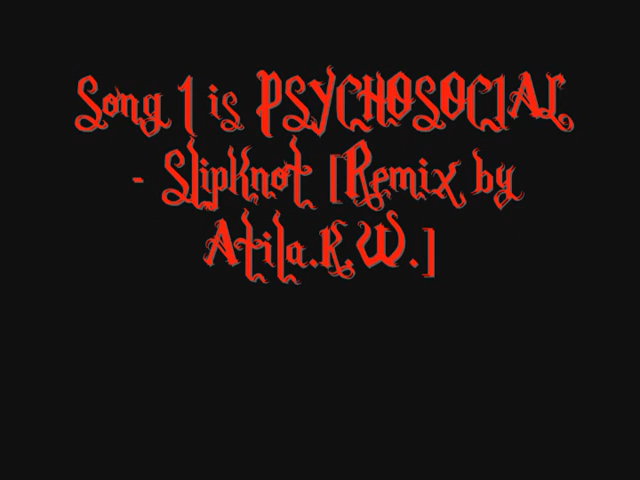 Song 1 is PSYCHOSOCIAL
- SlipKnot [Remix by
Atila.K.W.]